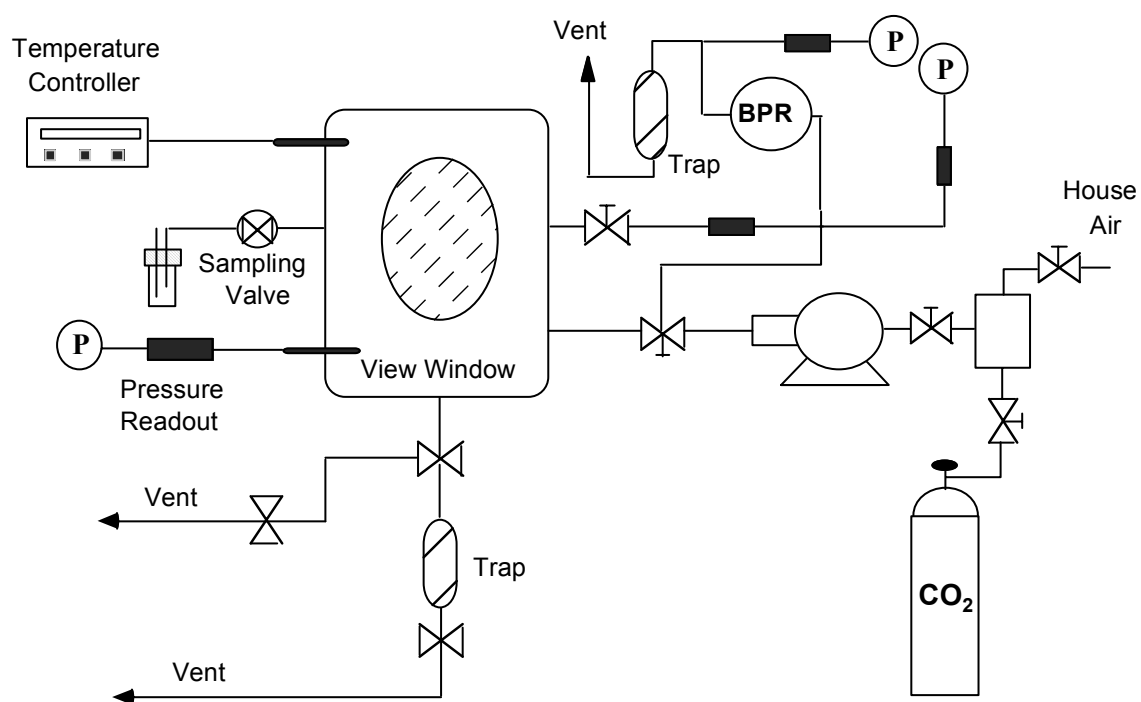 Temperature
Controller
Vent
P
P
BPR
Trap
House
Air
Sampling
Valve
P
View Window
Pressure
Readout
Vent
Trap
CO₂
Vent